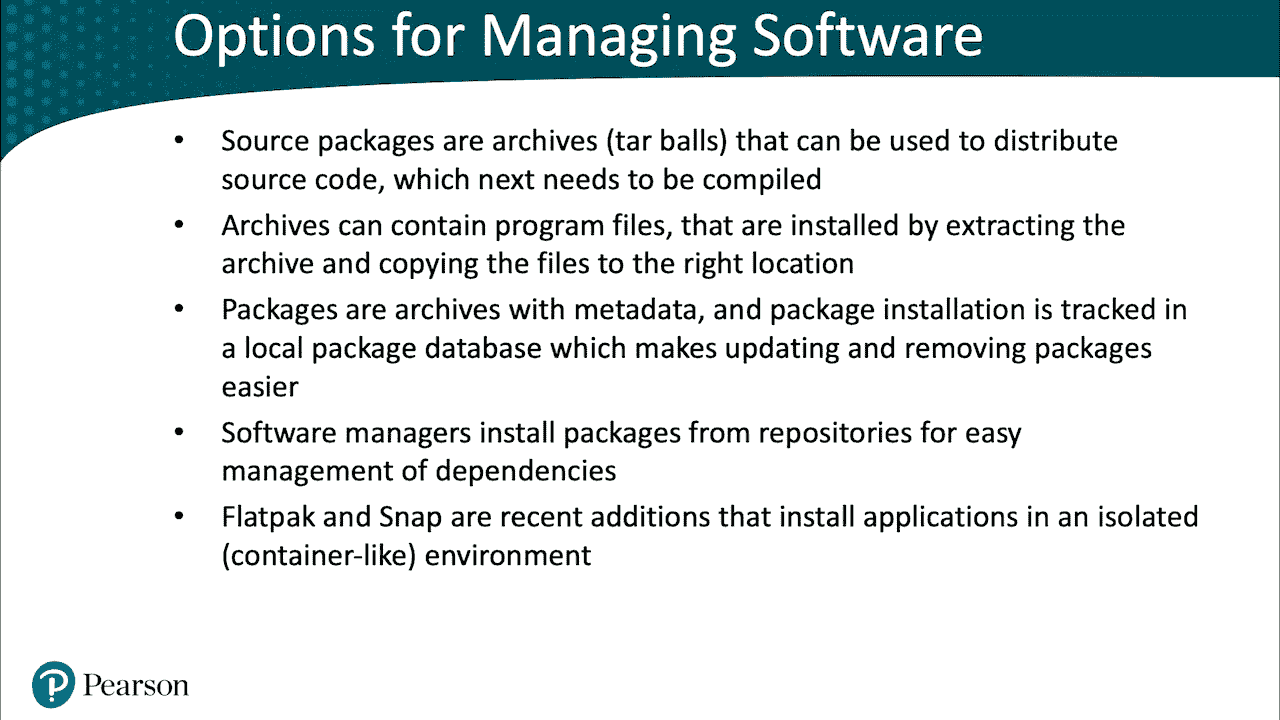 Options for Managing Software
• Source packages are archives (tar balls) that can be used to distribute
source code, which next needs to be compiled
• Archives can contain program files, that are installed by extracting the
archive and copying the files to the right location
• Packages are archives with metadata, and package installation is tracked in
a local package database which makes updating and removing packages
easier
• Software managers install packages from repositories for easy
management of dependencies
• Flatpak and Snap are recent additions that install applications in an isolated
(container-like) environment
Pearson